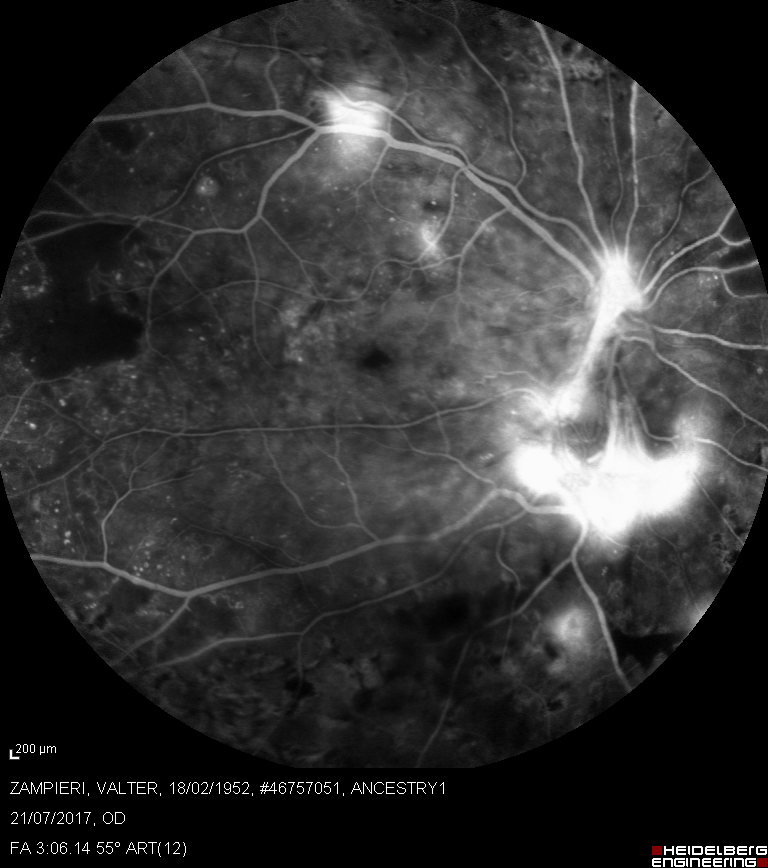 200 µm
ZAMPIERI, VALTER, 18/02/1952, #46757051, ANCESTRY1
21/07/2017, OD
FA 3:06.14 55° ART(12)
HEIDELBERG
ENGINEERING